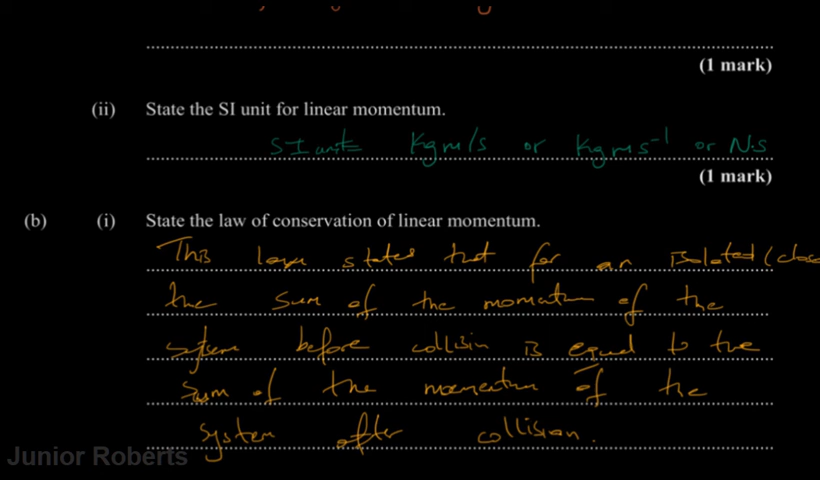 (1 mark)
(ii) State the SI unit for linear momentum.
SI unit = Kgm/s or Kgms⁻¹ or N.s
(1 mark)
(b) (i) State the law of conservation of linear momentum.
This law states that for an isolated (close
the sum of the momentum of the
system before collision is equal to the
sum of the momentum of the
system after collision.
Junior Roberts